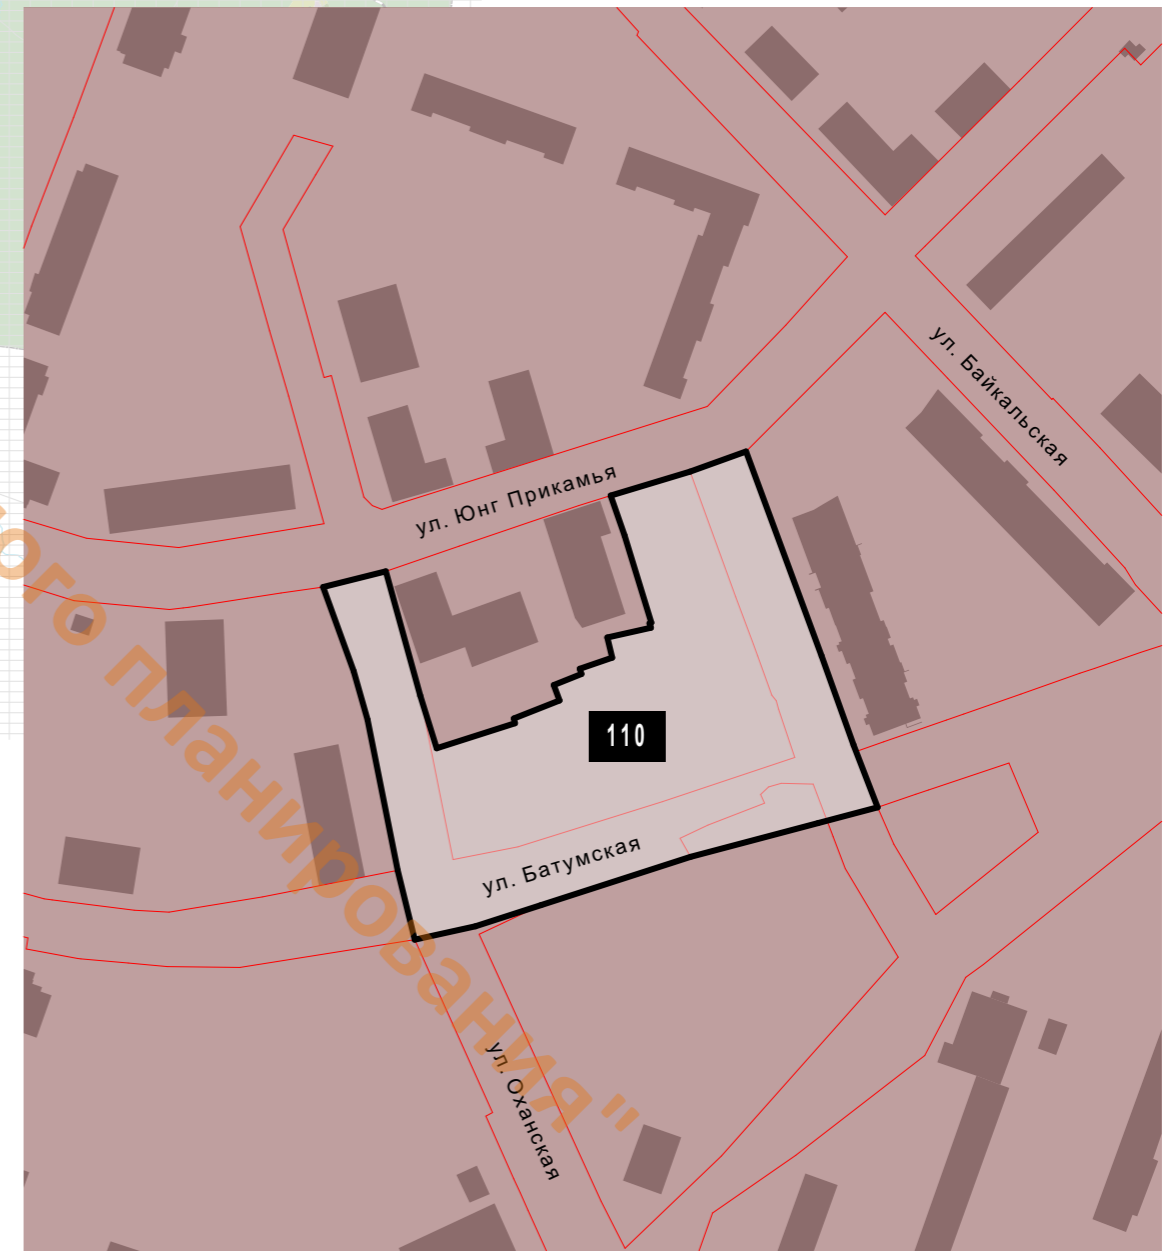 ул. Байкальская
ул. Юнг Прикамья
110
ул. Батумская
ул. Оханская
ого планирования"